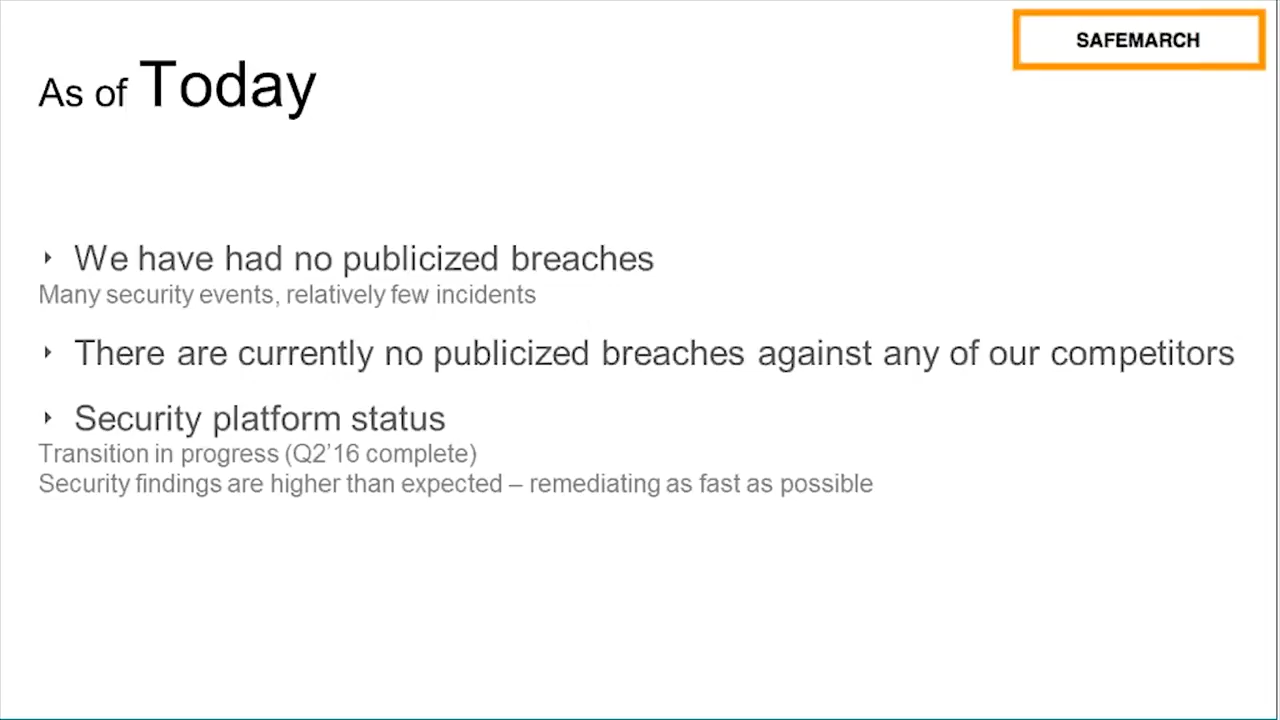 SAFEMARCH
As of Today
‣ We have had no publicized breaches
Many security events, relatively few incidents
‣ There are currently no publicized breaches against any of our competitors
‣ Security platform status
Transition in progress (Q2’16 complete)
Security findings are higher than expected – remediating as fast as possible